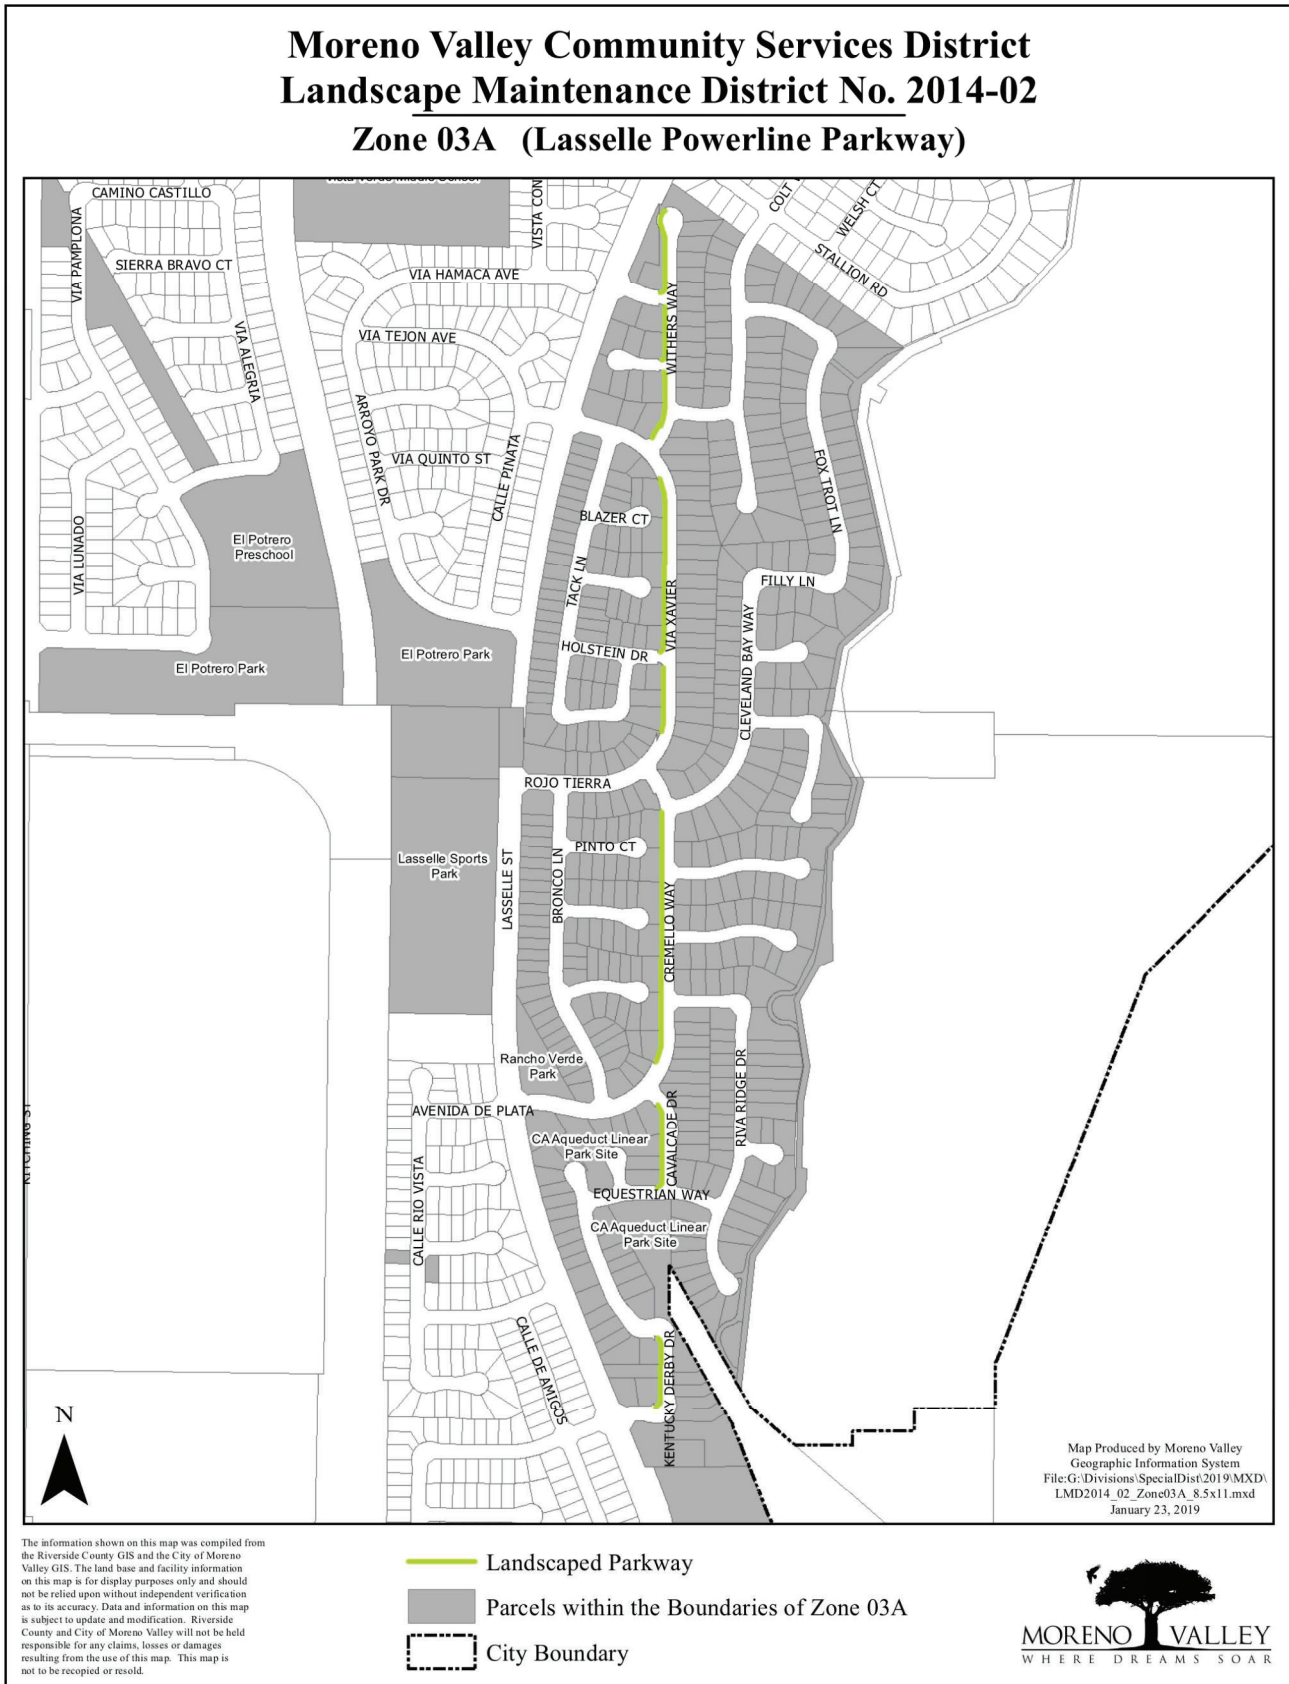 Moreno Valley Community Services District
Landscape Maintenance District No. 2014-02
Zone 03A (Lasselle Powerline Parkway)
CAMINO CASTILLO
VIA PAMPLONA
SIERRA BRAVO CT
VIA ALEGRIA
VISTA CON
VIA HAMACA AVE
VIA TEJON AVE
ARROYO PARK DR
VIA QUINTO ST
CALLE PINATA
COLT
WELSH CT
STALLION RD
WITHERS WAY
FOX TROT LN
VIA LUNADO
El Potrero
Preschool
BLAZER CT
TACK LN
VIA XAVIER
FILLY LN
CLEVELAND BAY WAY
HOLSTEIN DR
El Potrero Park
El Potrero Park
ROJO TIERRA
Lasselle Sports
Park
LASSELLE ST
BRONCO LN
PINTO CT
CREMELLO WAY
Rancho Verde
Park
RIVA RIDGE DR
KITCHING ST
AVENIDA DE PLATA
CAVALCADE DR
CA Aqueduct Linear
Park Site
CALLE RIO VISTA
EQUESTRIAN WAY
CA Aqueduct Linear
Park Site
CALLE DE AMIGOS
KENTUCKY DERBY DR
N
Map Produced by Moreno Valley
Geographic Information System
File:G:\Divisions\SpecialDist\2019\MXD\
LMD2014_02_Zone03A_8.5x11.mxd
January 23, 2019
The information shown on this map was compiled from
the Riverside County GIS and the City of Moreno
Valley GIS. The land base and facility information
on this map is for display purposes only and should
not be relied upon without independent verification
as to its accuracy. Data and information on this map
is subject to update and modification. Riverside
County and City of Moreno Valley will not be held
responsible for any claims, losses or damages
resulting from the use of this map. This map is
not to be recopied or resold.
Landscaped Parkway
Parcels within the Boundaries of Zone 03A
City Boundary
MORENO VALLEY
WHERE DREAMS SOAR